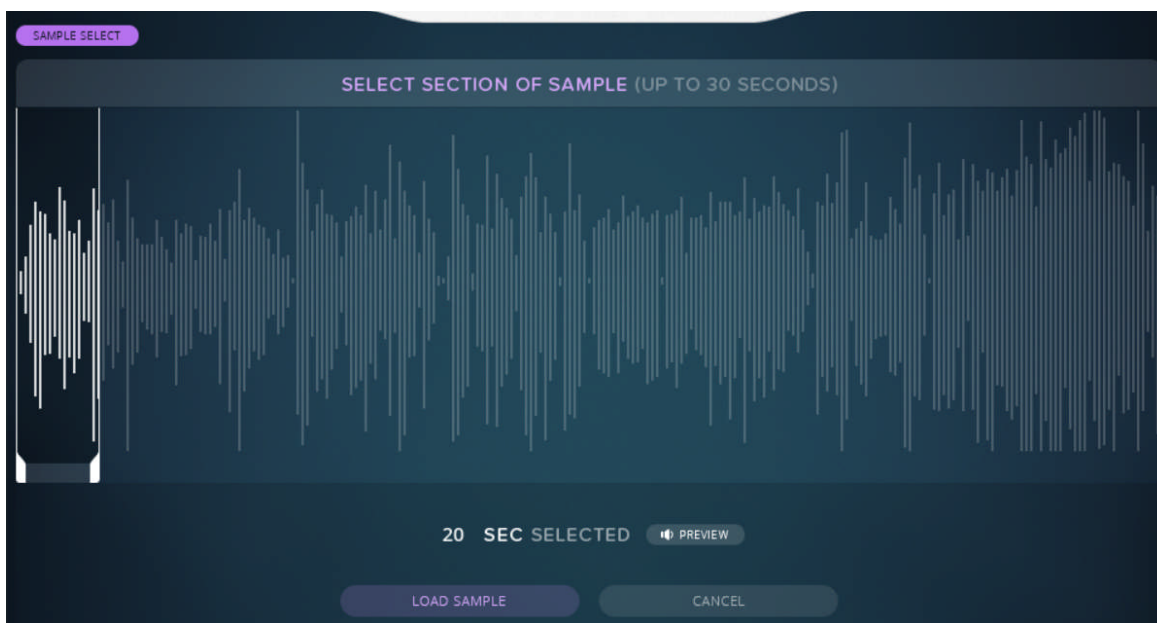 SAMPLE SELECT
SELECT SECTION OF SAMPLE (UP TO 30 SECONDS)
20 SEC SELECTED PREVIEW
LOAD SAMPLE CANCEL